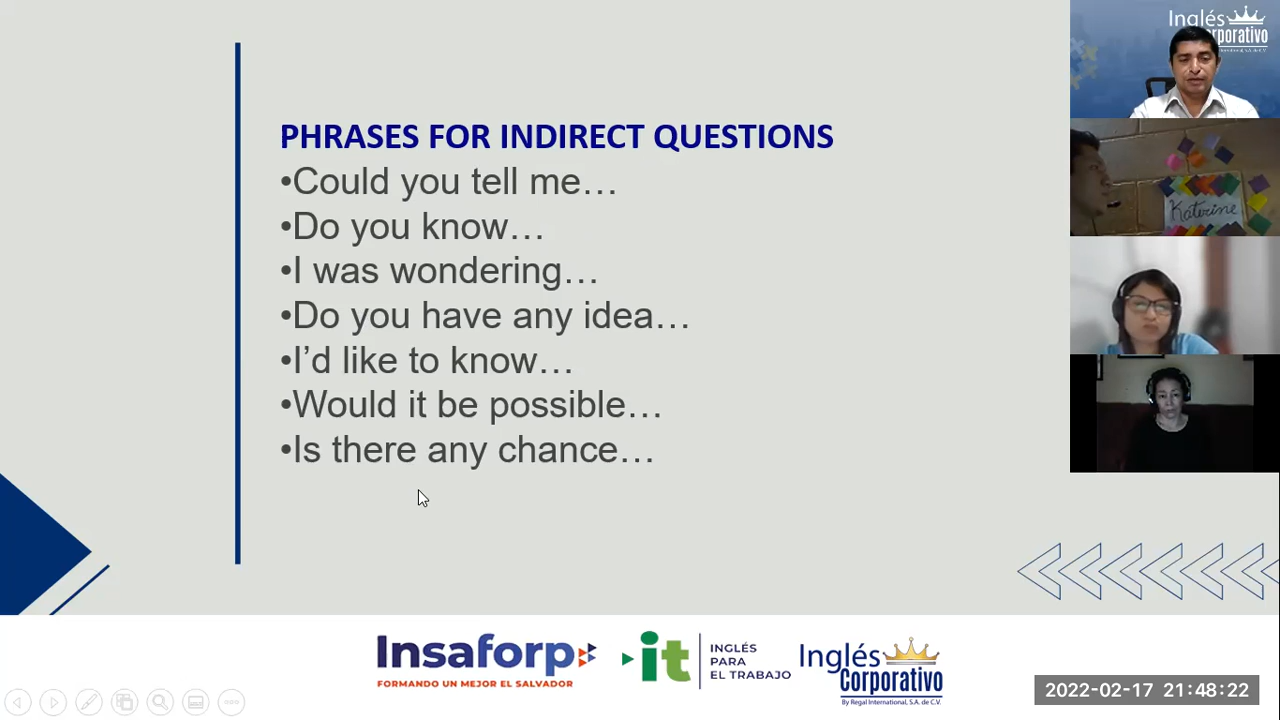 PHRASES FOR INDIRECT QUESTIONS
•Could you tell me…
•Do you know…
•I was wondering…
•Do you have any idea…
•I’d like to know…
•Would it be possible…
•Is there any chance…
Inglés
Corporativo
Katerine
Insaforp
FORMANDO UN MEJOR EL SALVADOR
it
INGLÉS
PARA
EL TRABAJO
Inglés
Corporativo
By Regal International, S.A. de C.V.
2022-02-17 21:48:22